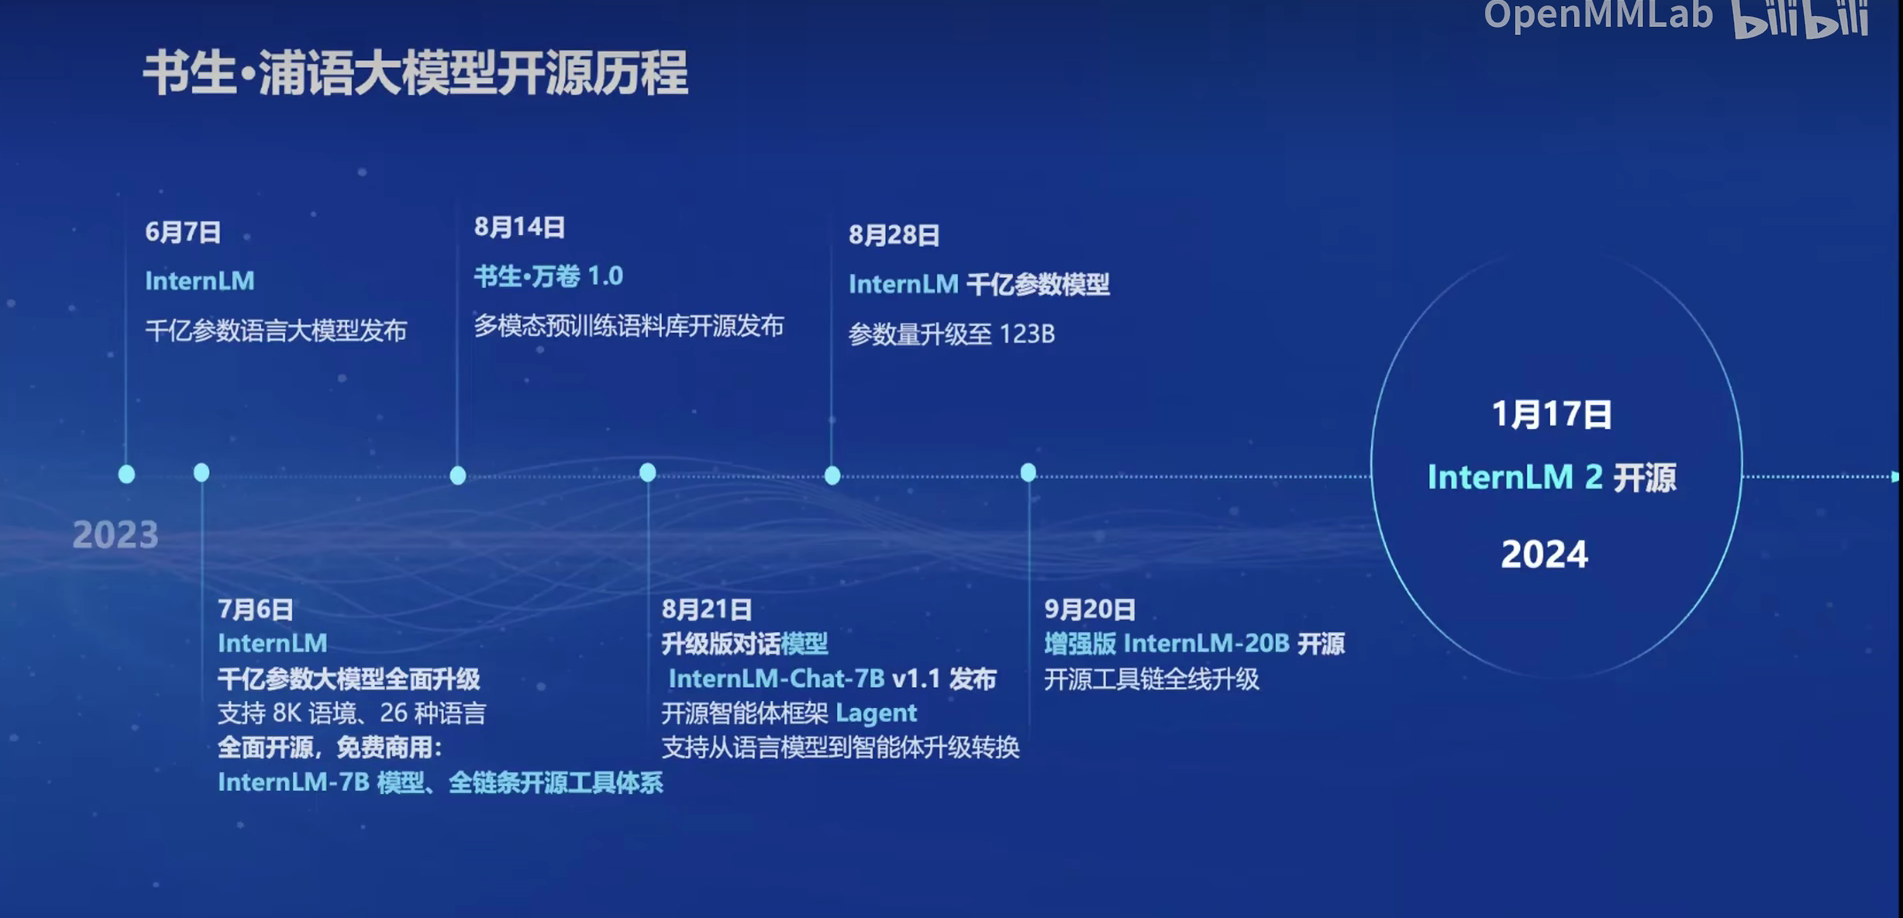 OpenMMLab bilibili
书生·浦语大模型开源历程
6月7日
InternLM
千亿参数语言大模型发布
8月14日
书生·万卷 1.0
多模态预训练语料库开源发布
8月28日
InternLM 千亿参数模型
参数量升级至 123B
1月17日
InternLM 2 开源
2024
2023
7月6日
InternLM
千亿参数大模型全面升级
支持 8K 语境、26 种语言
全面开源，免费商用：
InternLM-7B 模型、全链条开源工具体系
8月21日
升级版对话模型
InternLM-Chat-7B v1.1 发布
开源智能体框架 Lagent
支持从语言模型到智能体升级转换
9月20日
增强版 InternLM-20B 开源
开源工具链全线升级